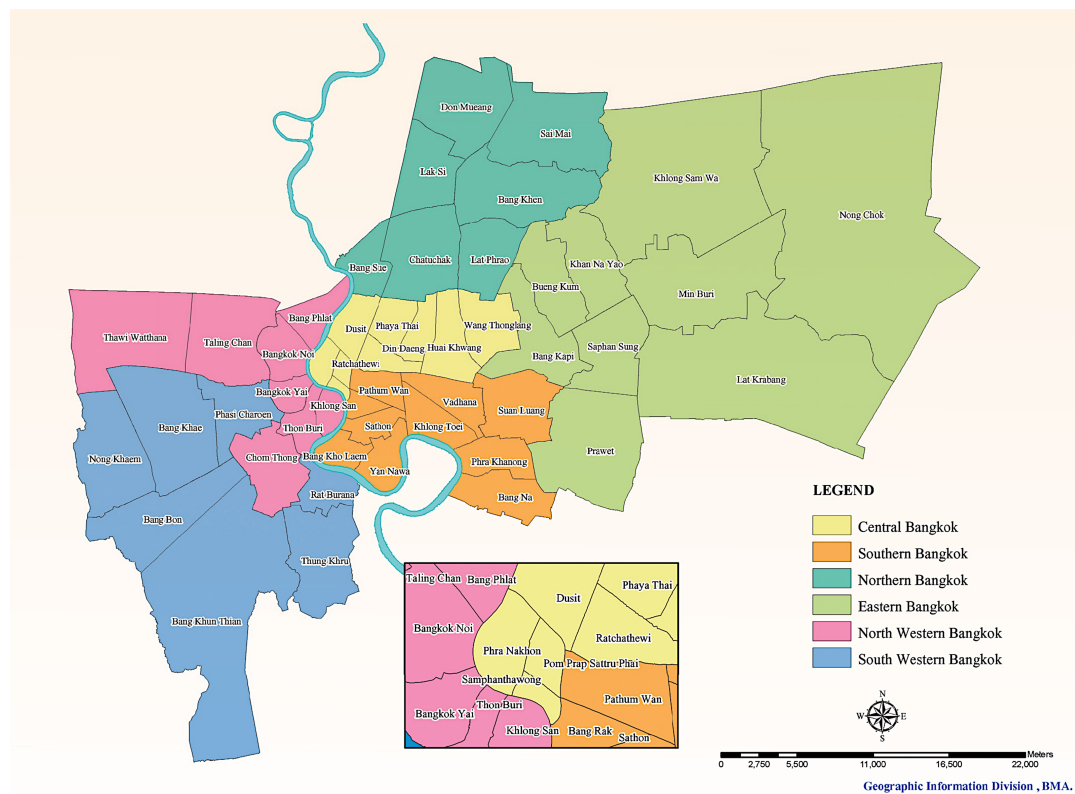 Don Mueang
Sai Mai
Lak Si
Khlong Sam Wa
Bang Khen
Nong Chok
Chatuchak
Lat Phrao
Bang Sue
Khan Na Yao
Bueng Kum
Min Buri
Bang Phlat
Dusit
Phaya Thai
Wang Thonglang
Thawi Watthana
Taling Chan
Bangkok Noi
Din Daeng
Huai Khwang
Saphan Sung
Bang Kapi
Ratchathewi
Lat Krabang
Bangkok Yai
Pathum Wan
Khlong San
Vadhana
Suan Luang
Phasi Charoen
Bang Khae
Thon Buri
Sathon
Khlong Toei
Nong Khaem
Chom Thong
Bang Kho Laem
Yan Nawa
Phra Khanong
Prawet
Rat Burana
Bang Na
Bang Bon
Thung Khru
Bang Khun Thian
LEGEND
Central Bangkok
Southern Bangkok
Northern Bangkok
Eastern Bangkok
North Western Bangkok
South Western Bangkok
Taling Chan
Bang Phlat
Phaya Thai
Dusit
Bangkok Noi
Ratchathewi
Phra Nakhon
Pom Prap Sattru Phai
Samphanthawong
Pathum Wan
Thon Buri
Bangkok Yai
Khlong San
Bang Rak
Sathon
N
W E
S
Meters
0 2,750 5,500 11,000 16,500 22,000
Geographic Information Division , BMA.